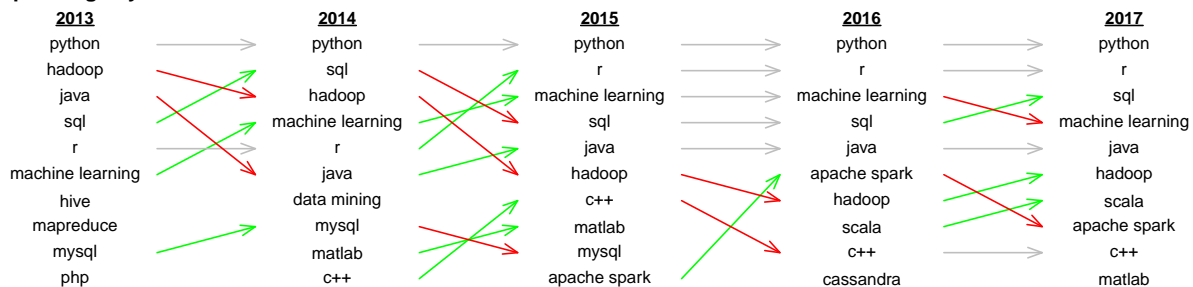 2013 2014 2015 2016 2017
python python python python python
hadoop sql r r r
java hadoop machine learning machine learning sql
sql machine learning sql sql machine learning
r r java java java
machine learning java hadoop apache spark hadoop
hive data mining c++ hadoop scala
mapreduce mysql matlab scala apache spark
mysql matlab mysql c++ c++
php c++ apache spark cassandra matlab